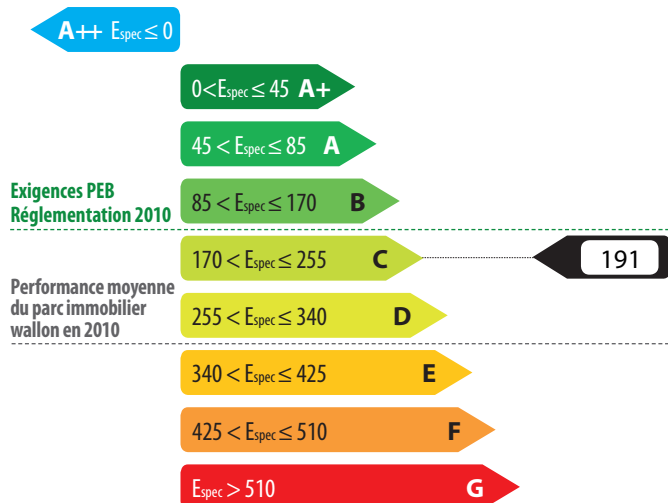 A++ Espec ≤ 0
0 < Espec ≤ 45 A+
45 < Espec ≤ 85 A
Exigences PEB
Réglementation 2010
85 < Espec ≤ 170 B
170 < Espec ≤ 255 C
191
Performance moyenne
du parc immobilier
wallon en 2010
255 < Espec ≤ 340 D
340 < Espec ≤ 425 E
425 < Espec ≤ 510 F
Espec > 510 G